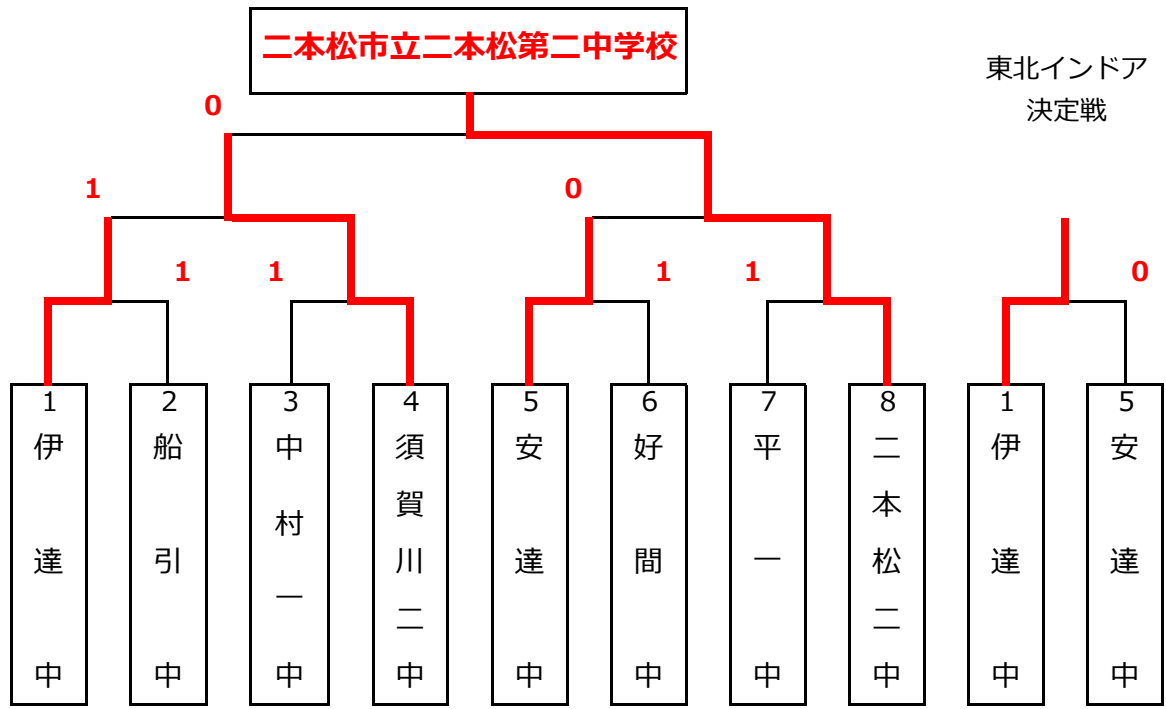 二本松市立二本松第二中学校
東北インドア
決定戦
0
1
0
1
1
1
1
0
1
伊達中
2
船引中
3
中村一中
4
須賀川二中
5
安達中
6
好間中
7
平一中
8
二本松二中
1
伊達中
5
安達中